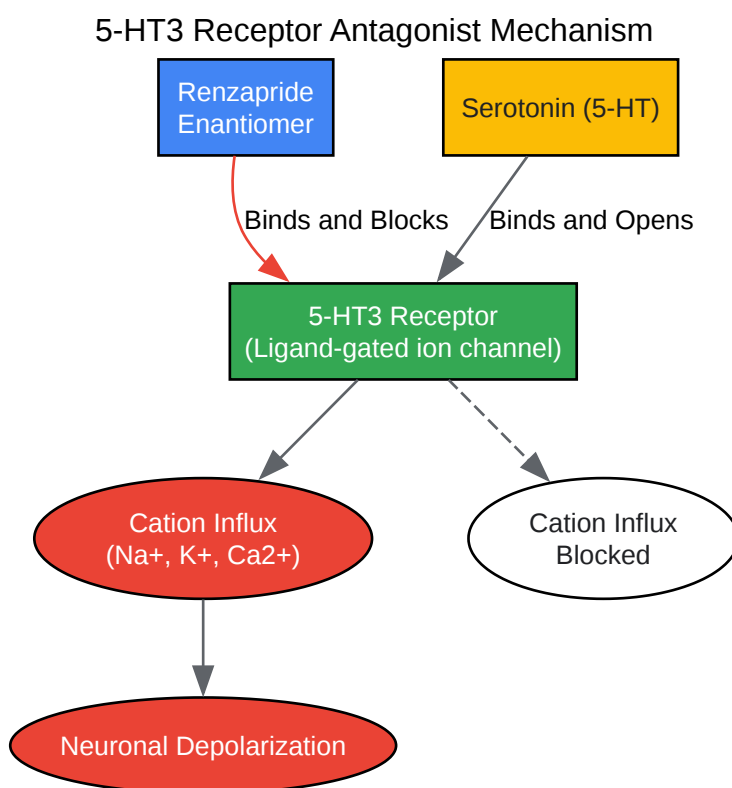 5-HT3 Receptor Antagonist Mechanism
Renzapride
Enantiomer
Serotonin (5-HT)
Binds and Blocks
Binds and Opens
5-HT3 Receptor
(Ligand-gated ion channel)
Cation Influx
(Na+, K+, Ca2+)
Cation Influx
Blocked
Neuronal Depolarization